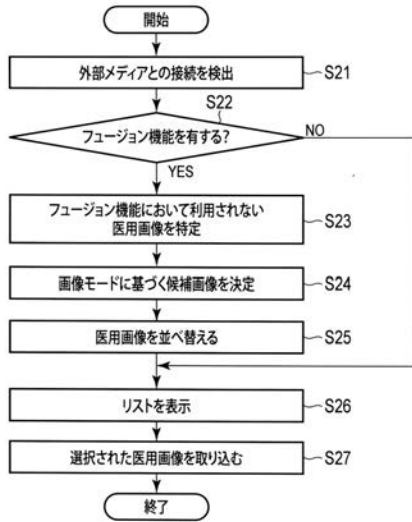 開始
外部メディアとの接続を検出
S21
S22
フュージョン機能を有する?
NO
YES
フュージョン機能において利用されない
医用画像を特定
S23
画像モードに基づく候補画像を決定
S24
医用画像を並べ替える
S25
リストを表示
S26
選択された医用画像を取り込む
S27
終了